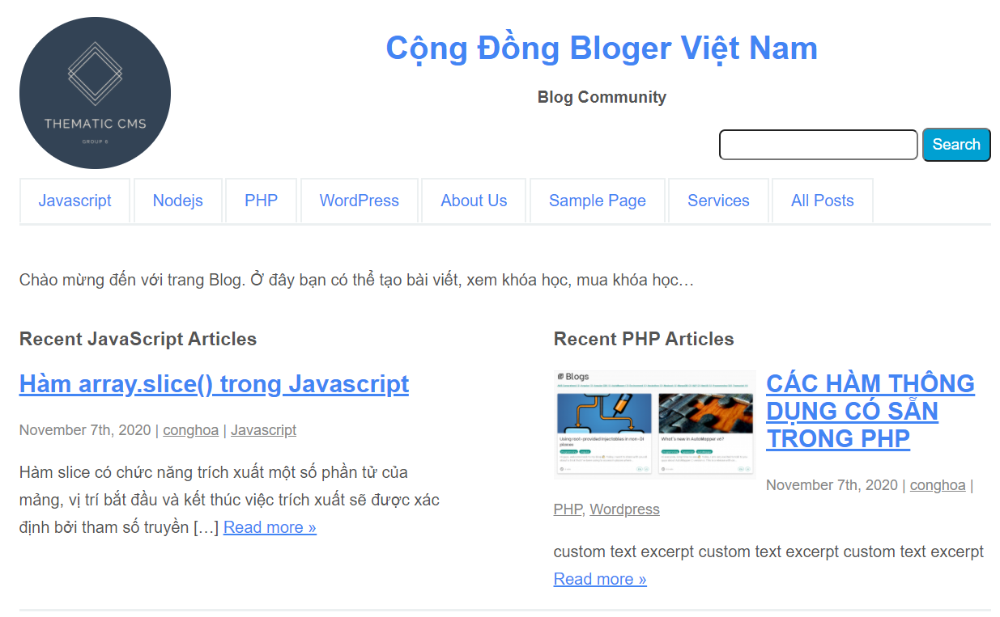 THEMATIC CMS
GROUP 6
Cộng Đồng Bloger Việt Nam
Blog Community
Search
Javascript
Nodejs
PHP
WordPress
About Us
Sample Page
Services
All Posts
Chào mừng đến với trang Blog. Ở đây bạn có thể tạo bài viết, xem khóa học, mua khóa học…
Recent JavaScript Articles
Hàm array.slice() trong Javascript
November 7th, 2020 | conghoa | Javascript
Hàm slice có chức năng trích xuất một số phần tử của
mảng, vị trí bắt đầu và kết thúc việc trích xuất sẽ được xác
định bởi tham số truyền […] Read more »
Recent PHP Articles
Blogs
Using root-provided Injectables in non-DI
places
What's new in AutoMapper v6?
CÁC HÀM THÔNG
DỤNG CÓ SẴN
TRONG PHP
November 7th, 2020 | conghoa |
PHP, Wordpress
custom text excerpt custom text excerpt custom text excerpt
Read more »